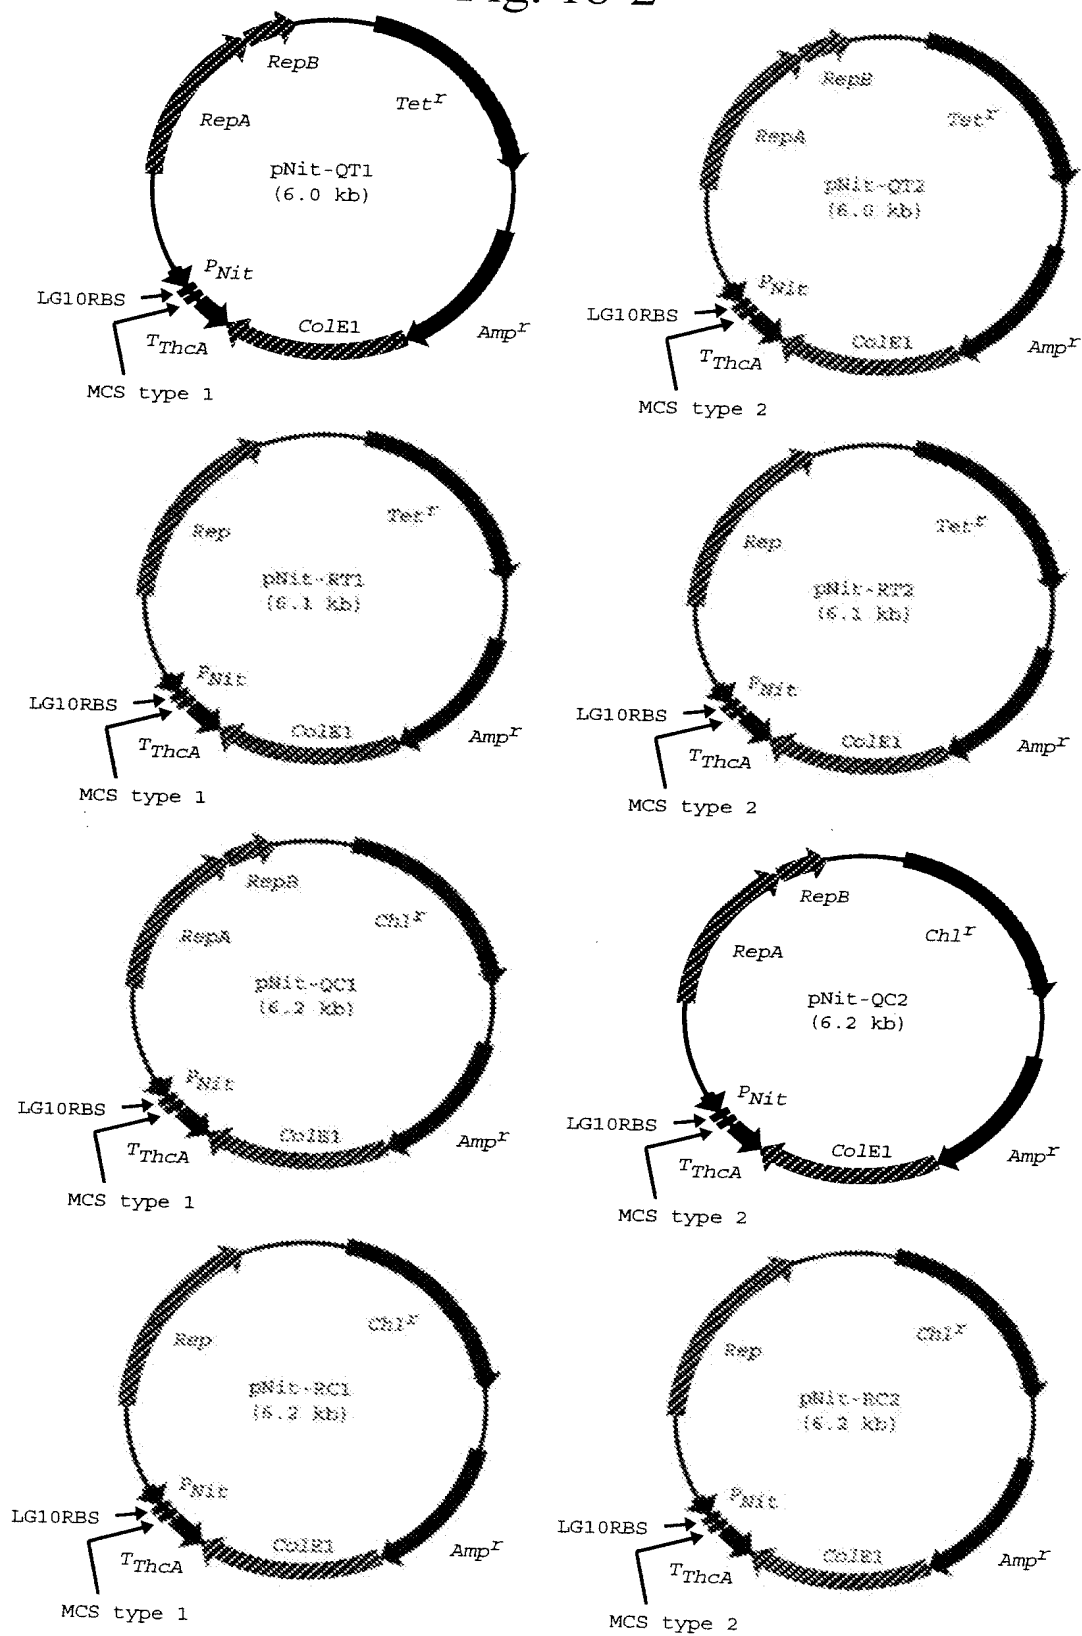 Fig. 18-2
RepB
RepA
Tet^r
pNit-QT1
(6.0 kb)
P_Nit
LG10RBS
T_ThcA
ColE1
Amp^r
MCS type 1
RepB
RepA
Tet^r
pNit-QT2
(6.0 kb)
P_Nit
LG10RBS
T_ThcA
ColE1
Amp^r
MCS type 2
Rep
Tet^r
pNit-RT1
(6.1 kb)
P_Nit
LG10RBS
T_ThcA
ColE1
Amp^r
MCS type 1
Rep
Tet^r
pNit-RT2
(6.1 kb)
P_Nit
LG10RBS
T_ThcA
ColE1
Amp^r
MCS type 2
RepB
RepA
Chl^r
pNit-QC1
(6.2 kb)
P_Nit
LG10RBS
T_ThcA
ColE1
Amp^r
MCS type 1
RepB
RepA
Chl^r
pNit-QC2
(6.2 kb)
P_Nit
LG10RBS
T_ThcA
ColE1
Amp^r
MCS type 2
Rep
Chl^r
pNit-RC1
(6.2 kb)
P_Nit
LG10RBS
T_ThcA
ColE1
Amp^r
MCS type 1
Rep
Chl^r
pNit-RC2
(6.2 kb)
P_Nit
LG10RBS
T_ThcA
ColE1
Amp^r
MCS type 2